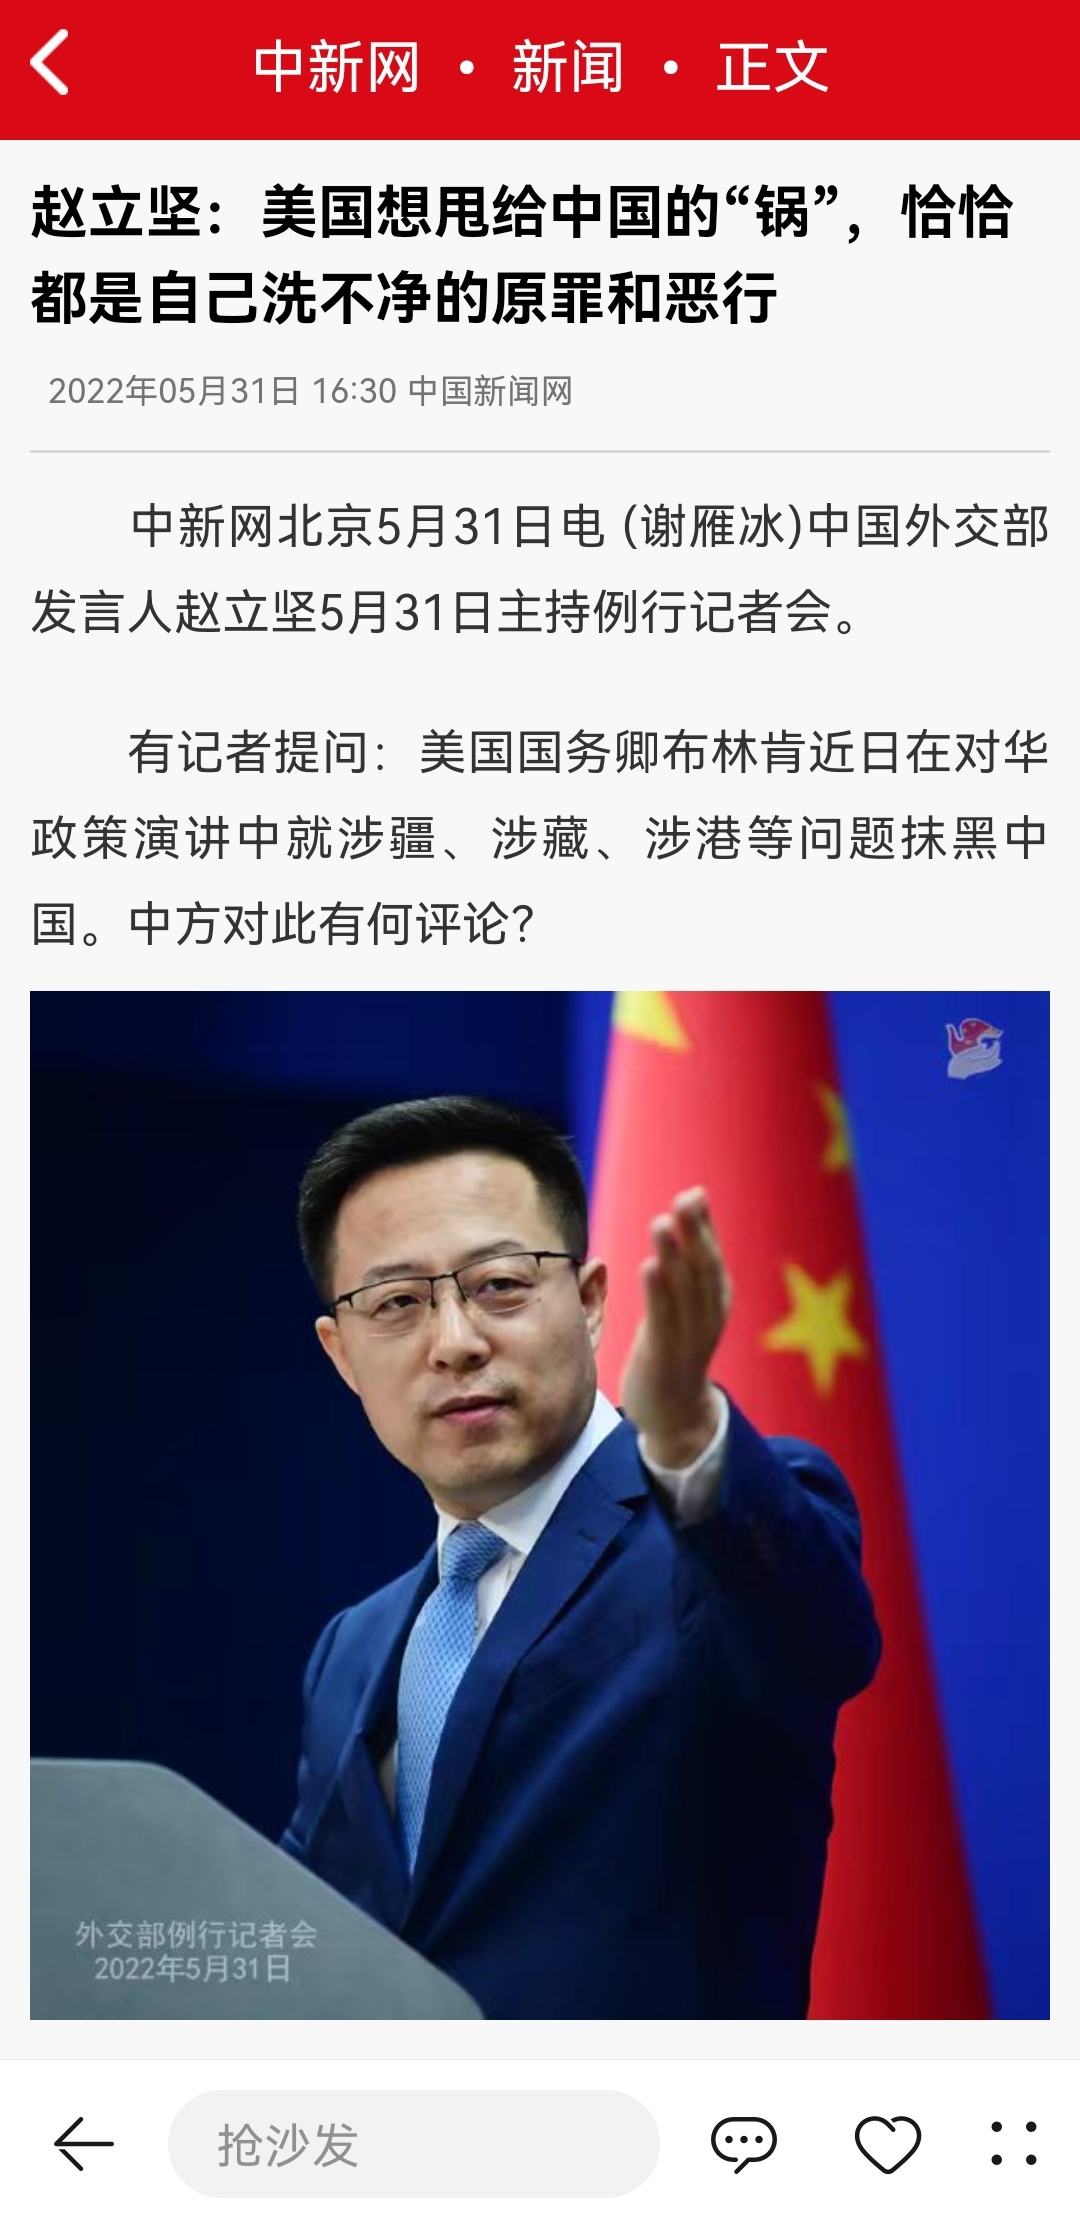 中新网 · 新闻 · 正文
赵立坚：美国想甩给中国的“锅”，恰恰
都是自己洗不净的原罪和恶行
2022年05月31日 16:30 中国新闻网
中新网北京5月31日电 (谢雁冰)中国外交部
发言人赵立坚5月31日主持例行记者会。
有记者提问：美国国务卿布林肯近日在对华
政策演讲中就涉疆、涉藏、涉港等问题抹黑中
国。中方对此有何评论？
外交部例行记者会
2022年5月31日
抢沙发